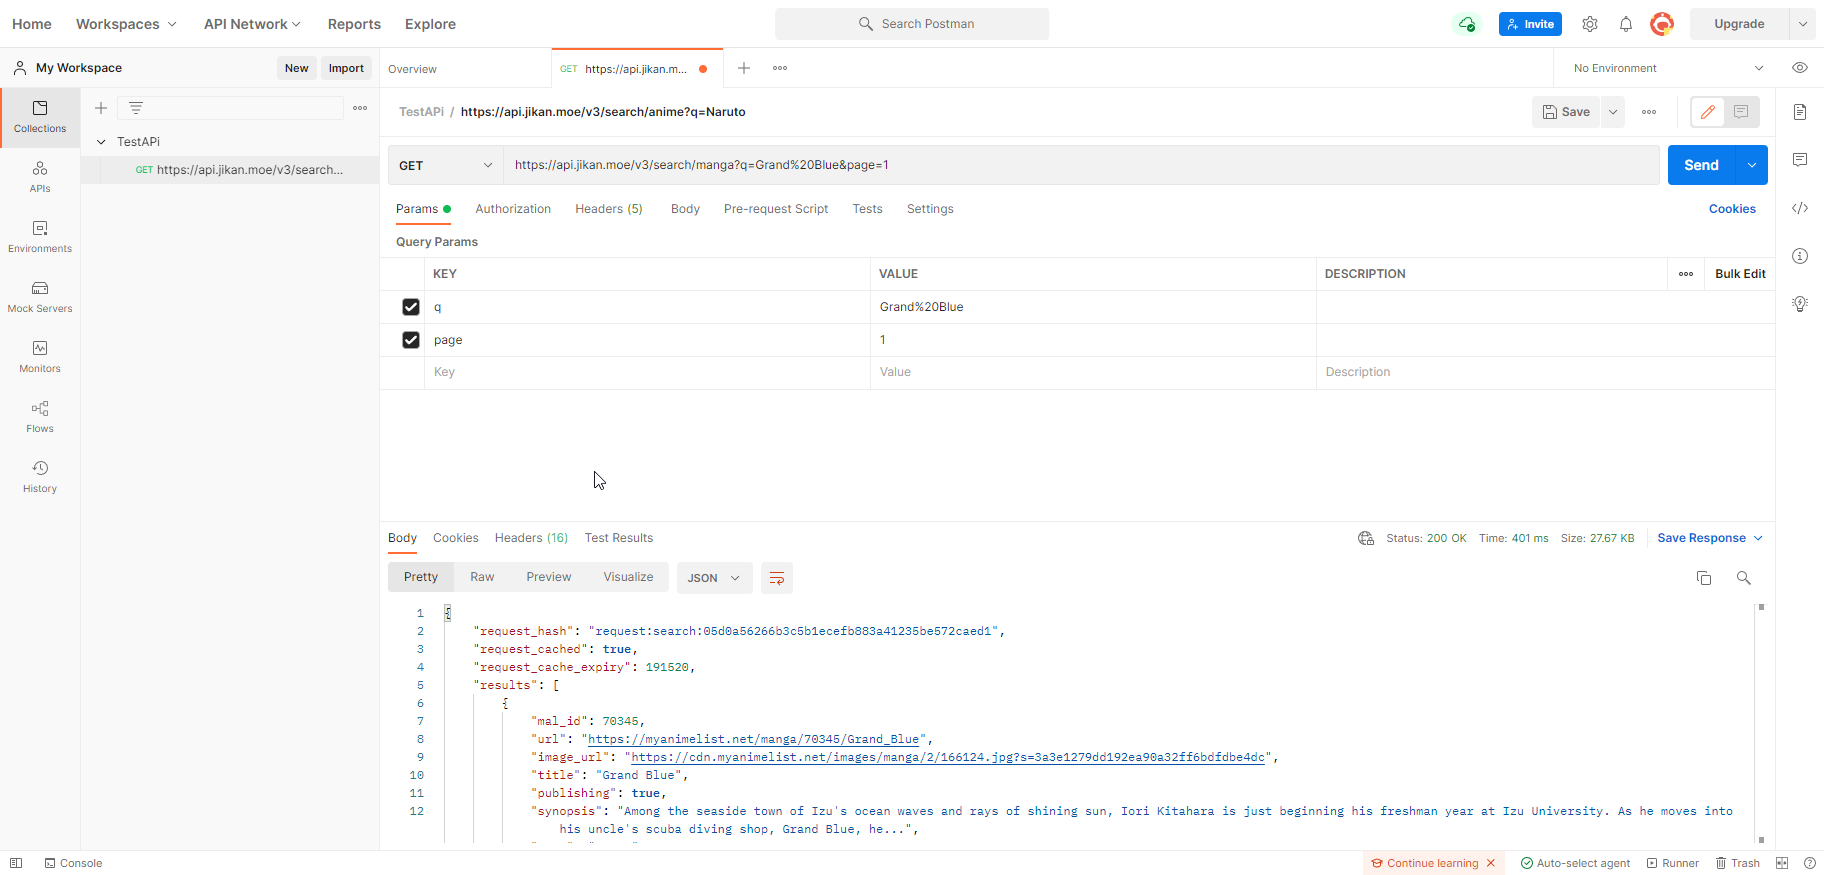 Home Workspaces API Network Reports Explore Search Postman Invite Upgrade
My Workspace New Import Overview GET https://api.jikan.m... No Environment
TestAPi / https://api.jikan.moe/v3/search/anime?q=Naruto Save
Collections
TestAPi
GET https://api.jikan.moe/v3/search...
APIs
Environments
Mock Servers
Monitors
Flows
History
GET https://api.jikan.moe/v3/search/manga?q=Grand%20Blue&page=1 Send
Params Authorization Headers (5) Body Pre-request Script Tests Settings Cookies
Query Params
KEY VALUE DESCRIPTION Bulk Edit
q Grand%20Blue
page 1
Key Value Description
Body Cookies Headers (16) Test Results Status: 200 OK Time: 401 ms Size: 27.67 KB Save Response
Pretty Raw Preview Visualize JSON
1 {
2 "request_hash": "request:search:05d0a56266b3c5b1ecefb883a41235be572caed1",
3 "request_cached": true,
4 "request_cache_expiry": 191520,
5 "results": [
6 {
7 "mal_id": 70345,
8 "url": "https://myanimelist.net/manga/70345/Grand_Blue",
9 "image_url": "https://cdn.myanimelist.net/images/manga/2/166124.jpg?s=3a3e1279dd192ea90a32ff6bdfdbe4dc",
10 "title": "Grand Blue",
11 "publishing": true,
12 "synopsis": "Among the seaside town of Izu's ocean waves and rays of shining sun, Iori Kitahara is just beginning his freshman year at Izu University. As he moves into
his uncle's scuba diving shop, Grand Blue, he...",
Console Continue learning Auto-select agent Runner Trash